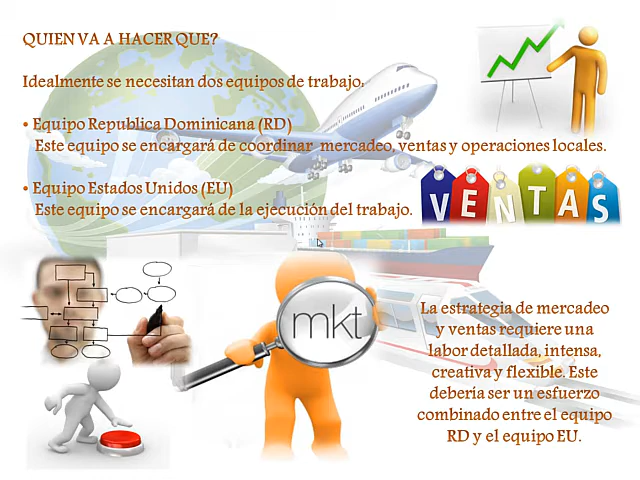 QUIEN VA A HACER QUE?
Idealmente se necesitan dos equipos de trabajo.
• Equipo Republica Dominicana (RD)
Este equipo se encargará de coordinar mercadeo, ventas y operaciones locales.
• Equipo Estados Unidos (EU)
Este equipo se encargará de la ejecución del trabajo.
VENTAS
mkt
La estrategia de mercadeo
y ventas requiere una
labor detallada, intensa,
creativa y flexible. Este
debería ser un esfuerzo
combinado entre el equipo
RD y el equipo EU.